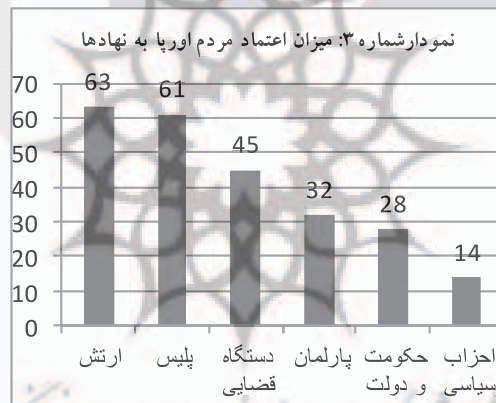 نمودارشماره ۳: میزان اعتماد مردم اورپا به نهادها
70
60
50
40
30
20
10
0
63
61
45
32
28
14
ارتش
پلیس
دستگاه
قضایی
پارلمان
حکومت
و دولت
احزاب
سیاسی